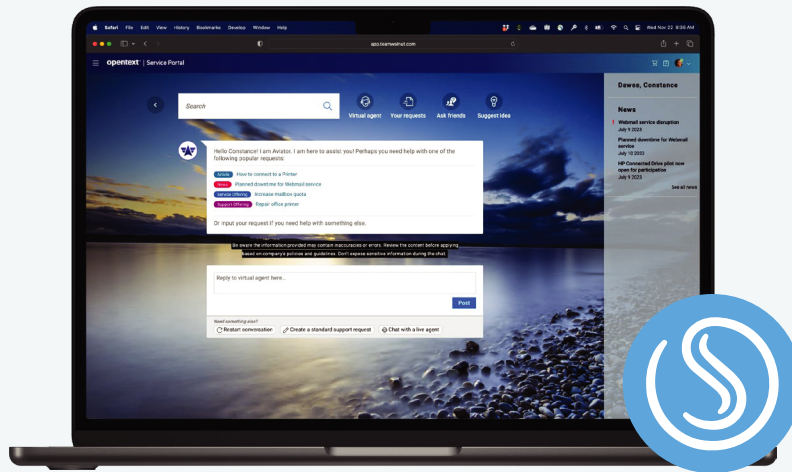 Safari File Edit View History Bookmarks Develop Window Help
Wed Nov 22 9:36 AM
app.teamwalnut.com
opentext | Service Portal
Search
Virtual agent Your requests Ask friends Suggest idea
Dawes, Constance
News
! Webmail service disruption
July 9 2023
Planned downtime for Webmail
service
July 10 2023
HP Connected Drive pilot now
open for participation
July 9 2023
See all news
Hello Constance! I am Aviator. I am here to assist you! Perhaps you need help with one of the
following popular requests:
Article How to connect to a Printer
News Planned downtime for Webmail service
Service Offering Increase mailbox quota
Support Offering Repair office printer
Or input your request if you need help with something else.
Be aware the information provided may contain inaccuracies or errors. Review the content before applying
based on company's policies and guidelines. Don't expose sensitive information during the chat.
Reply to virtual agent here...
Post
Need something else?
Restart conversation Create a standard support request Chat with a live agent